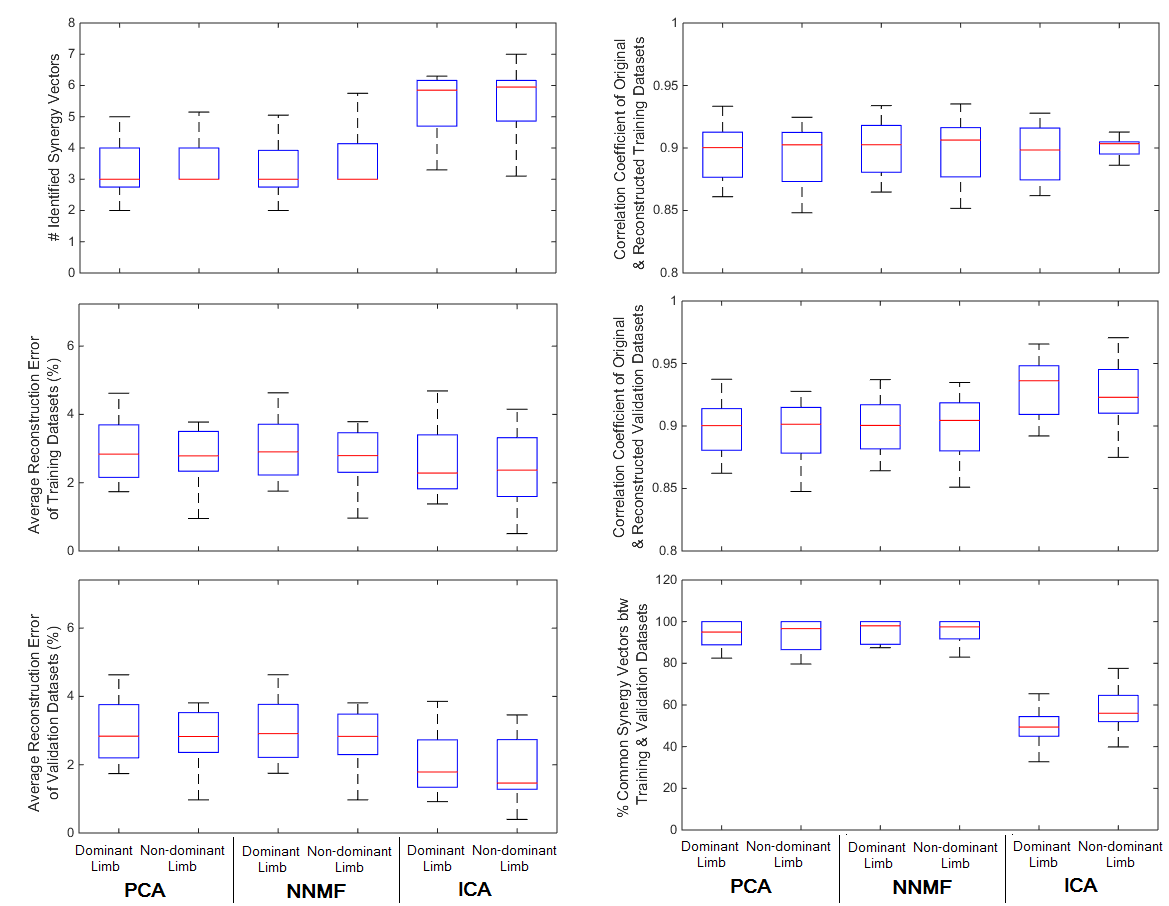 # Identified Synergy Vectors
8
7
6
5
4
3
2
1
0
Correlation Coefficient of Original
& Reconstructed Training Datasets
1
0.95
0.9
0.85
0.8
Average Reconstruction Error
of Training Datasets (%)
6
4
2
0
Correlation Coefficient of Original
& Reconstructed Validation Datasets
1
0.95
0.9
0.85
0.8
Average Reconstruction Error
of Validation Datasets (%)
6
4
2
0
% Common Synergy Vectors btw
Training & Validation Datasets
120
100
80
60
40
20
0
Dominant
Limb
Non-dominant
Limb
PCA
Dominant
Limb
Non-dominant
Limb
NNMF
Dominant
Limb
Non-dominant
Limb
ICA
Dominant
Limb
Non-dominant
Limb
PCA
Dominant
Limb
Non-dominant
Limb
NNMF
Dominant
Limb
Non-dominant
Limb
ICA